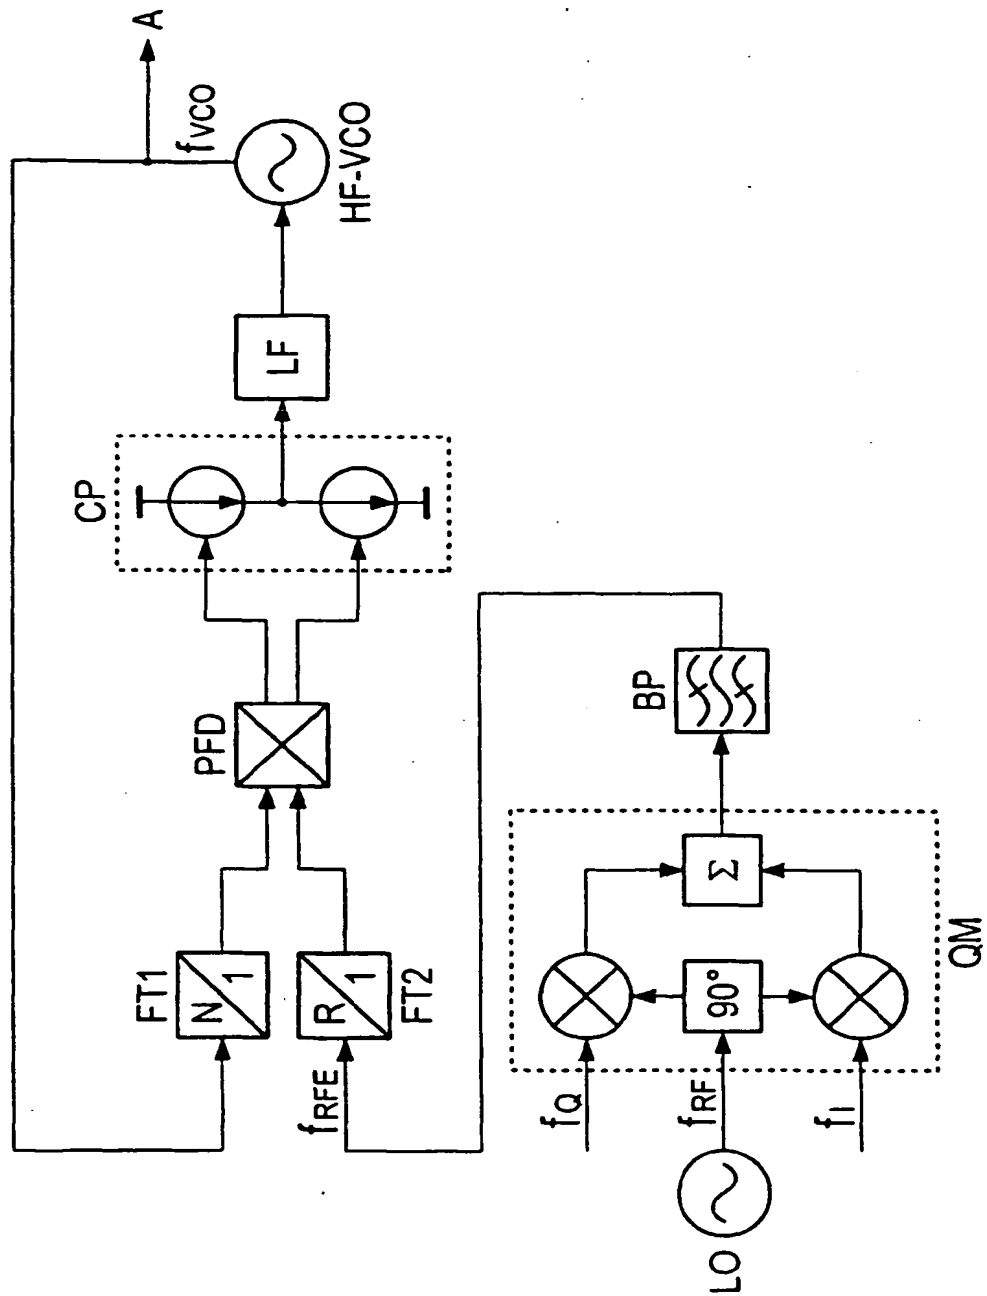 A
fVCO
HF-VCO
LF
CP
PFD
FT1
N
1
R
1
FT2
fRFE
BP
Σ
90°
QM
fQ
fRF
fI
LO